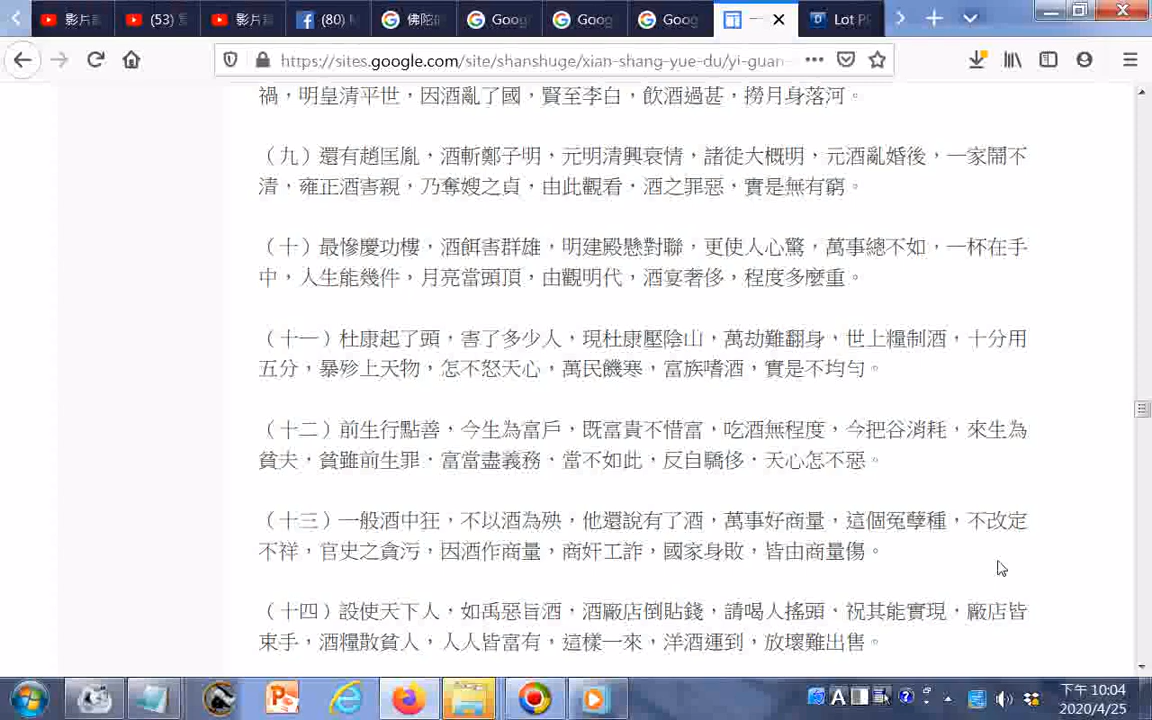 影片
(53)
影片
(80)
佛陀
Goo
Goo
Goo
Lot P
https://sites.google.com/site/shanshuge/xian-shang-yue-du/yi-guan-
禍，明皇清平世，因酒亂了國，賢至李白，飲酒過甚，撈月身落河。
（九）還有趙匡胤，酒斬鄭子明，元明清興衰情，諸徒大概明，元酒亂婚後，一家鬧不
清，雍正酒害親，乃奪嫂之貞，由此觀看．酒之罪惡，實是無有窮。
（十）最慘慶功樓，酒餌害群雄，明建殿懸對聯，更使人心驚，萬事總不如，一杯在手
中，人生能幾件，月亮當頭頂，由觀明代，酒宴奢侈，程度多麼重。
（十一）杜康起了頭，害了多少人，現杜康壓陰山，萬劫難翻身，世上糧制酒，十分用
五分，暴殄上天物，怎不怒天心，萬民饑寒，富族嗜酒，實是不均勻。
（十二）前生行點善，今生為富戶，既富貴不惜富，吃酒無程度，今把谷消耗，來生為
貧夫，貧雖前生罪．富當盡義務．當不如此，反自驕侈．天心怎不惡。
（十三）一般酒中狂，不以酒為殃，他還說有了酒，萬事好商量，這個冤孽種，不改定
不祥，官史之貪污，因酒作商量，商奸工詐，國家身敗，皆由商量傷。
（十四）設使天下人，如禹惡旨酒．酒廠店倒貼錢，請喝人搖頭，祝其能實現，廠店皆
束手，酒糧散貧人，人人皆富有，這樣一來，洋酒運到，放壞難出售。
下午 10:04
2020/4/25